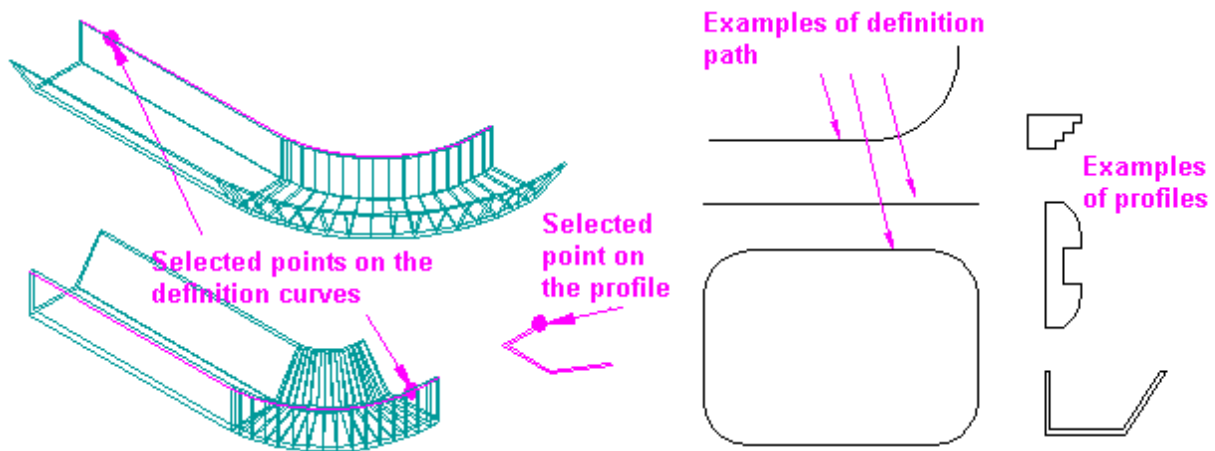 Examples of definition
path
Examples
of profiles
Selected
point on
the profile
Selected points on the
definition curves